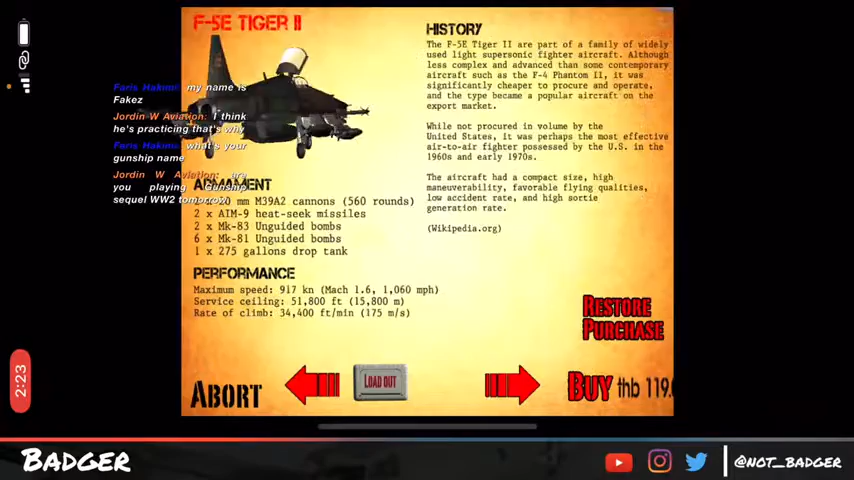 F-5E TIGER II
HISTORY
The F-5E Tiger II are part of a family of widely
used light supersonic fighter aircraft. Although
less complex and advanced than some contemporary
aircraft such as the F-4 Phantom II, it was
significantly cheaper to procure and operate,
and the type became a popular aircraft on the
export market.
While not procured in volume by the
United States, it was perhaps the most effective
air-to-air fighter possessed by the U.S. in the
1960s and early 1970s.
The aircraft had a compact size, high
maneuverability, favorable flying qualities,
low accident rate, and high sortie
generation rate.
(Wikipedia.org)
Faris Hakimi: my name is
Fakez
Jordin W Aviation: I think
he's practicing that's why
Faris Hakimi: what's your
gunship name
Jordin W Aviation: are
you playing Gunship
sequel WW2 tomorrow
ARMAMENT
mm M39A2 cannons (560 rounds)
2 x AIM-9 heat-seek missiles
2 x Mk-83 Unguided bombs
6 x Mk-81 Unguided bombs
1 x 275 gallons drop tank
PERFORMANCE
Maximum speed: 917 kn (Mach 1.6, 1,060 mph)
Service ceiling: 51,800 ft (15,800 m)
Rate of climb: 34,400 ft/min (175 m/s)
RESTORE
PURCHASE
2:23
ABORT
LOAD OUT
BUY thb 119.
BADGER
@NOT_BADGER